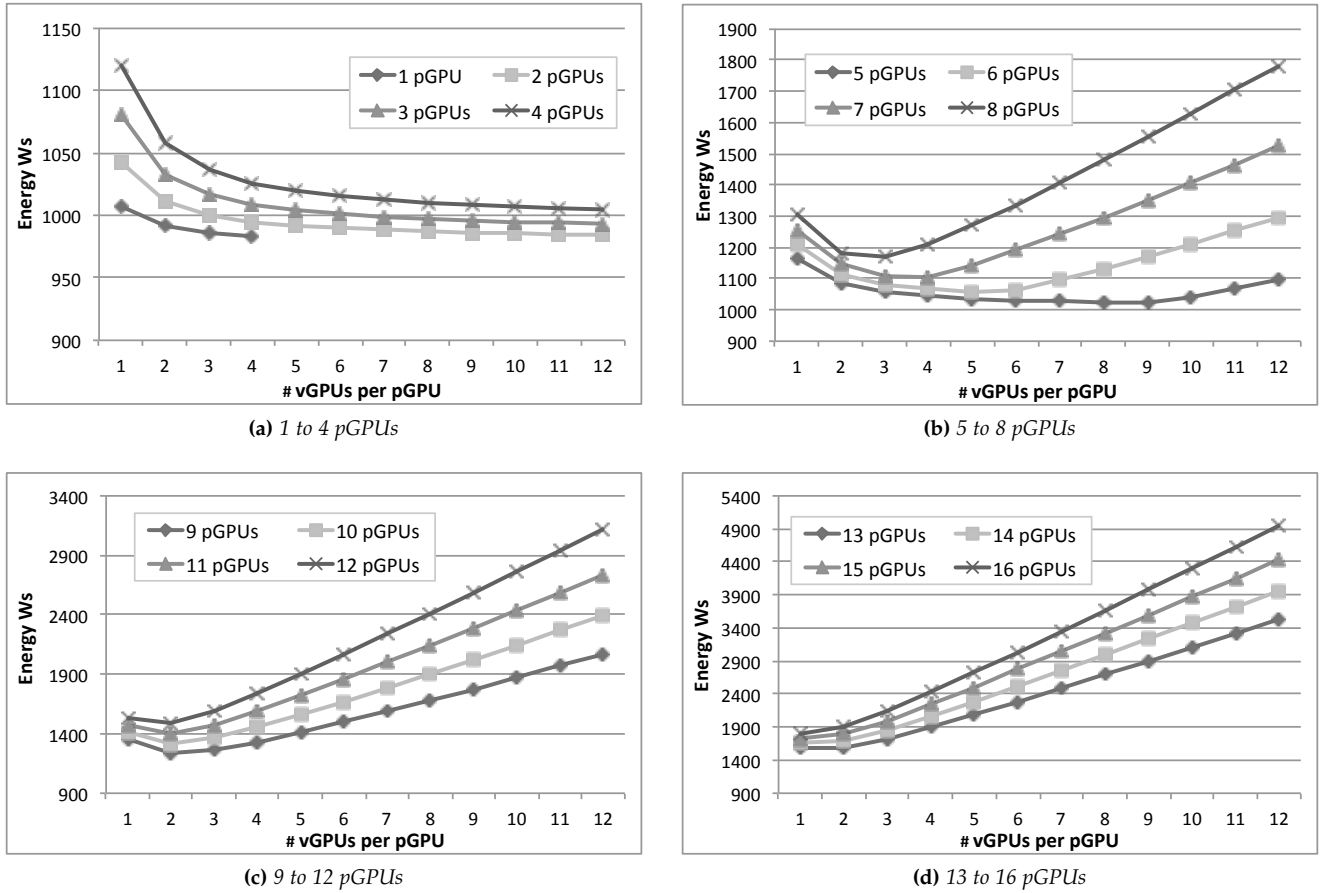 1150
1100
1050
1000
950
900
Energy Ws
1 pGPU
2 pGPUs
3 pGPUs
4 pGPUs
1 2 3 4 5 6 7 8 9 10 11 12
# vGPUs per pGPU
(a) 1 to 4 pGPUs
1900
1800
1700
1600
1500
1400
1300
1200
1100
1000
900
Energy Ws
5 pGPUs
6 pGPUs
7 pGPUs
8 pGPUs
1 2 3 4 5 6 7 8 9 10 11 12
# vGPUs per pGPU
(b) 5 to 8 pGPUs
3400
2900
2400
1900
1400
900
Energy Ws
9 pGPUs
10 pGPUs
11 pGPUs
12 pGPUs
1 2 3 4 5 6 7 8 9 10 11 12
# vGPUs per pGPU
(c) 9 to 12 pGPUs
5400
4900
4400
3900
3400
2900
2400
1900
1400
900
Energy Ws
13 pGPUs
14 pGPUs
15 pGPUs
16 pGPUs
1 2 3 4 5 6 7 8 9 10 11 12
# vGPUs per pGPU
(d) 13 to 16 pGPUs